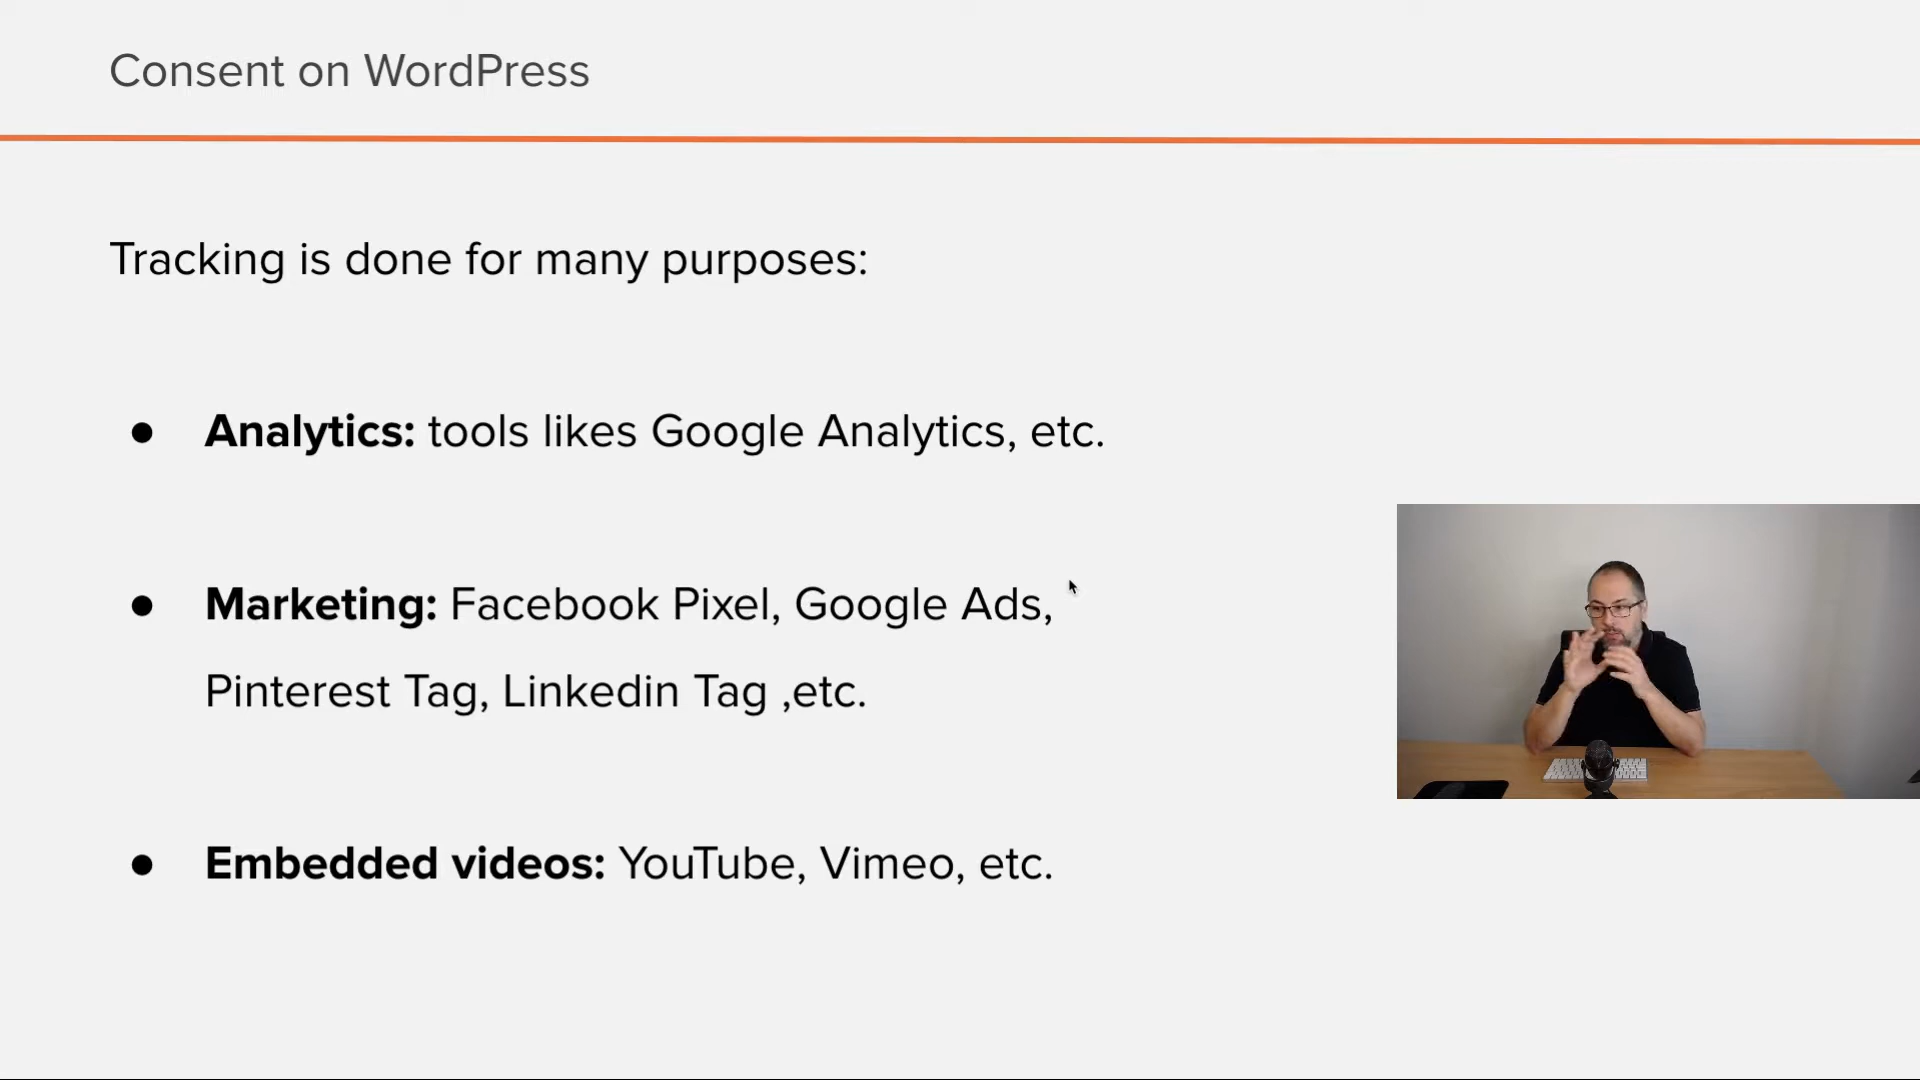 Consent on WordPress
Tracking is done for many purposes:
● Analytics: tools likes Google Analytics, etc.
● Marketing: Facebook Pixel, Google Ads,
Pinterest Tag, Linkedin Tag ,etc.
● Embedded videos: YouTube, Vimeo, etc.